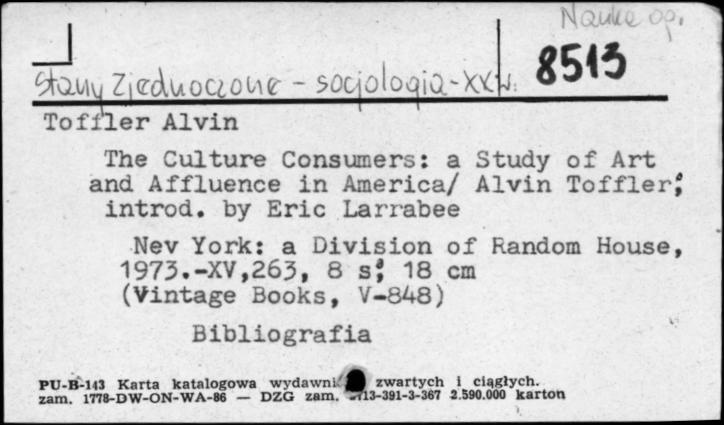 Nauka og.
8513
Stany Zjednoczone - socjologia - XX w.
Toffler Alvin
The Culture Consumers: a Study of Art
and Affluence in America/ Alvin Toffler;
introd. by Eric Larrabee
Nev York: a Division of Random House,
1973.-XV,263, 8 s; 18 cm
(Vintage Books, V-848)
Bibliografia
PU-B-143 Karta katalogowa wydawni zwartych i ciągłych.
zam. 1778-DW-ON-WA-86 — DZG zam. 13-391-3-367 2.590.000 karton